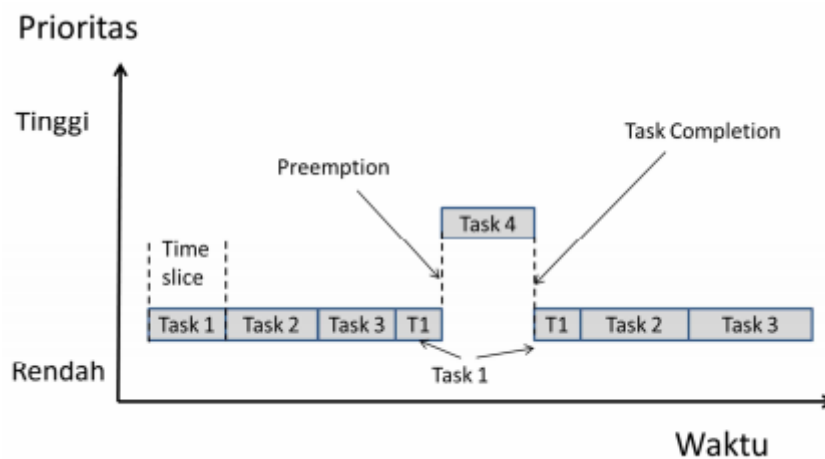 Prioritas
Tinggi
Task Completion
Preemption
Task 4
Time
slice
Task 1 Task 2 Task 3 T1 T1 Task 2 Task 3
Rendah
Task 1
Waktu